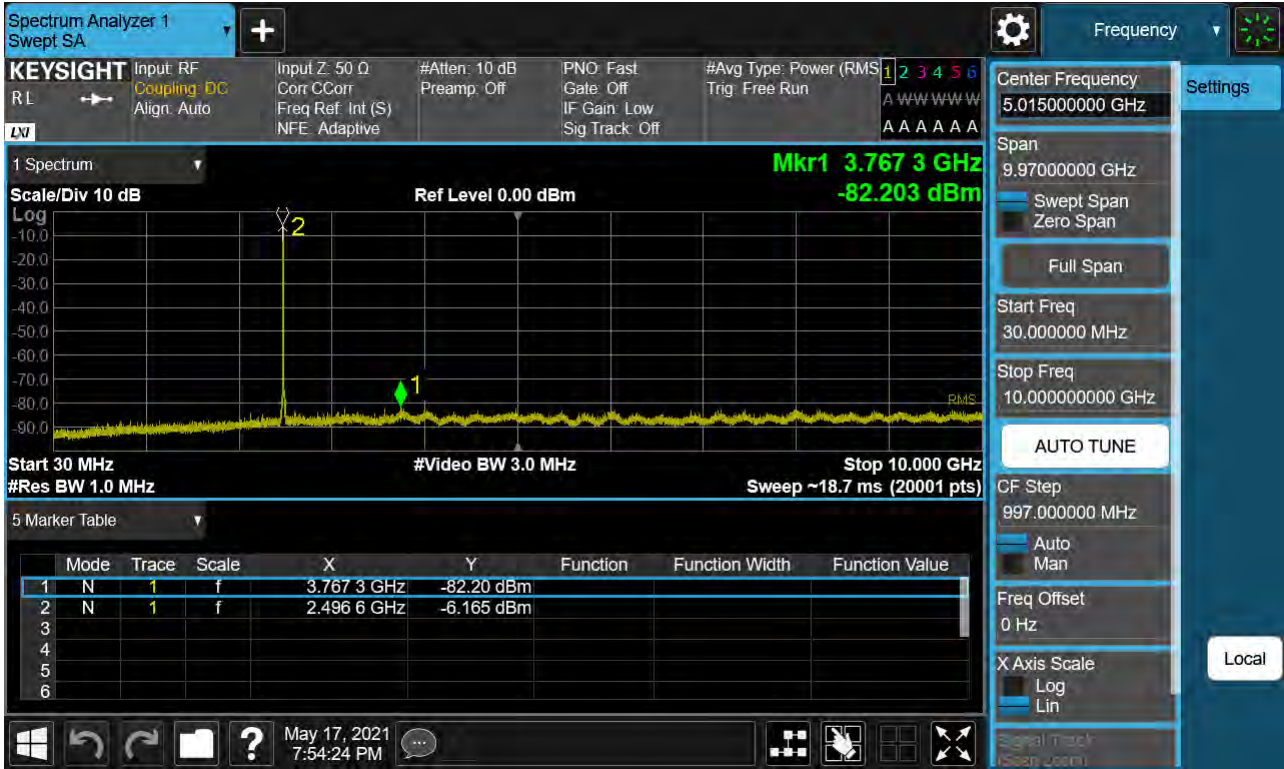 Spectrum Analyzer 1
Swept SA
Frequency
KEYSIGHT Input: RF Input Z: 50 Ω #Atten: 10 dB PNO: Fast #Avg Type: Power (RMS 1 2 3 4 5 6
RL Coupling: DC Corr CCorr Preamp: Off Gate: Off Trig: Free Run A W W W W W
Align: Auto Freq Ref: Int (S) IF Gain: Low
LXI NFE: Adaptive Sig Track: Off A A A A A A
1 Spectrum
Mkr1 3.767 3 GHz
Scale/Div 10 dB Ref Level 0.00 dBm -82.203 dBm
Log
-10.0
-20.0
-30.0
-40.0
-50.0
-60.0
-70.0
-80.0
-90.0
2
1
RMS
Start 30 MHz #Video BW 3.0 MHz Stop 10.000 GHz
#Res BW 1.0 MHz Sweep ~18.7 ms (20001 pts)
5 Marker Table
Mode Trace Scale X Y Function Function Width Function Value
1 N 1 f 3.767 3 GHz -82.20 dBm
2 N 1 f 2.496 6 GHz -6.165 dBm
3
4
5
6
May 17, 2021
7:54:24 PM
Center Frequency
5.015000000 GHz
Span
9.97000000 GHz
Swept Span
Zero Span
Full Span
Start Freq
30.000000 MHz
Stop Freq
10.000000000 GHz
AUTO TUNE
CF Step
997.000000 MHz
Auto
Man
Freq Offset
0 Hz
X Axis Scale
Log
Lin
Signal Track
(Span Zoom)
Settings
Local